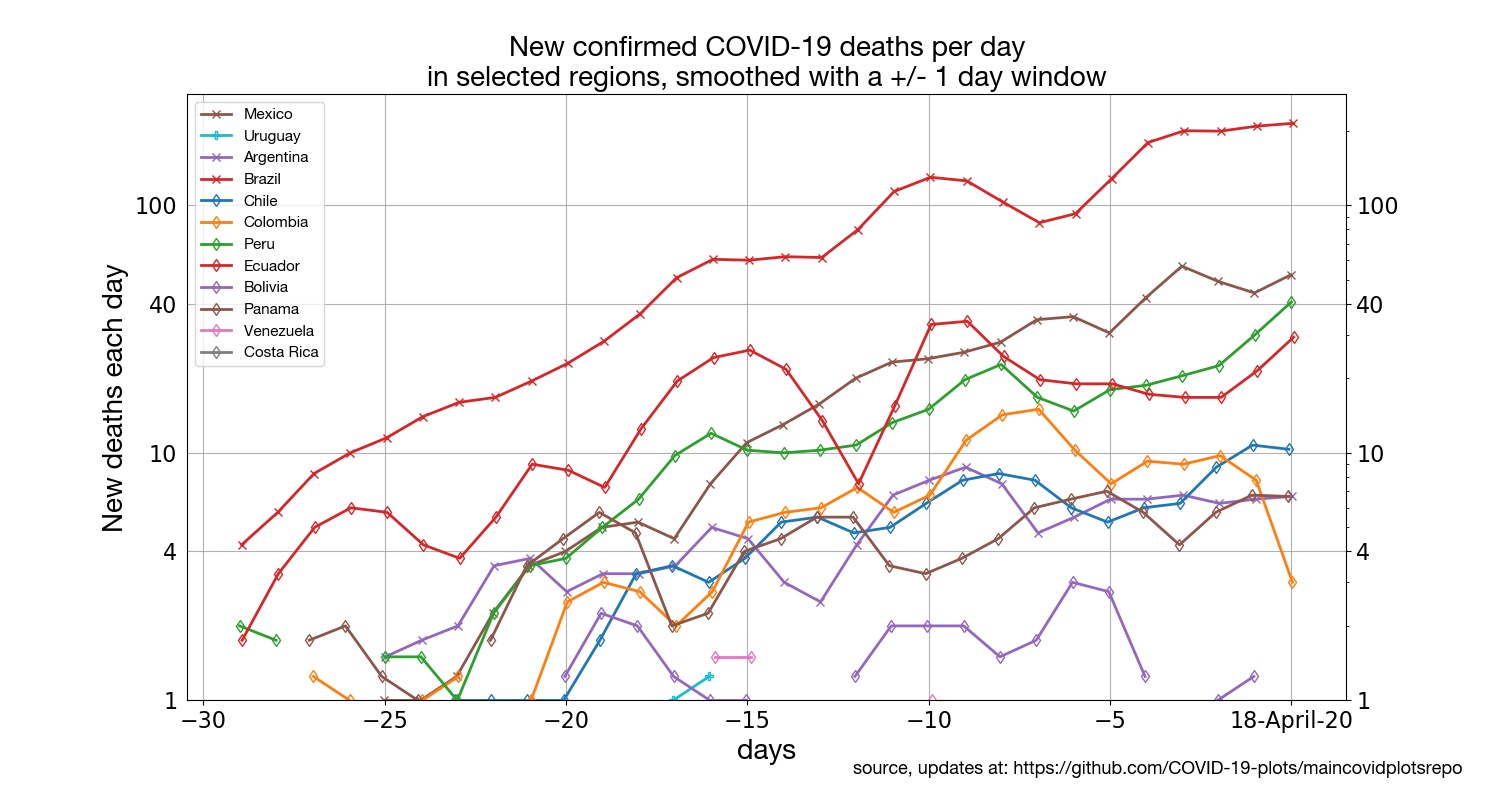 New confirmed COVID-19 deaths per day
in selected regions, smoothed with a +/- 1 day window
Mexico
Uruguay
Argentina
Brazil
Chile
Colombia
Peru
Ecuador
Bolivia
Panama
Venezuela
Costa Rica
New deaths each day
100
40
10
4
1
100
40
10
4
1
−30
−25
−20
−15
−10
−5
18-April-20
days
source, updates at: https://github.com/COVID-19-plots/maincovidplotsrepo